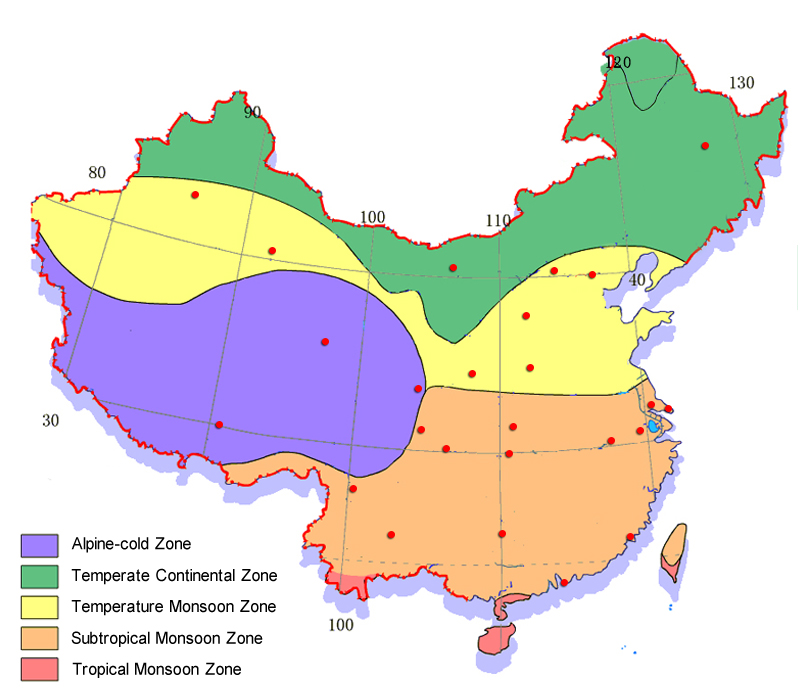 120
130
90
80
100
110
40
30
Alpine-cold Zone
Temperate Continental Zone
Temperature Monsoon Zone
Subtropical Monsoon Zone
Tropical Monsoon Zone
100